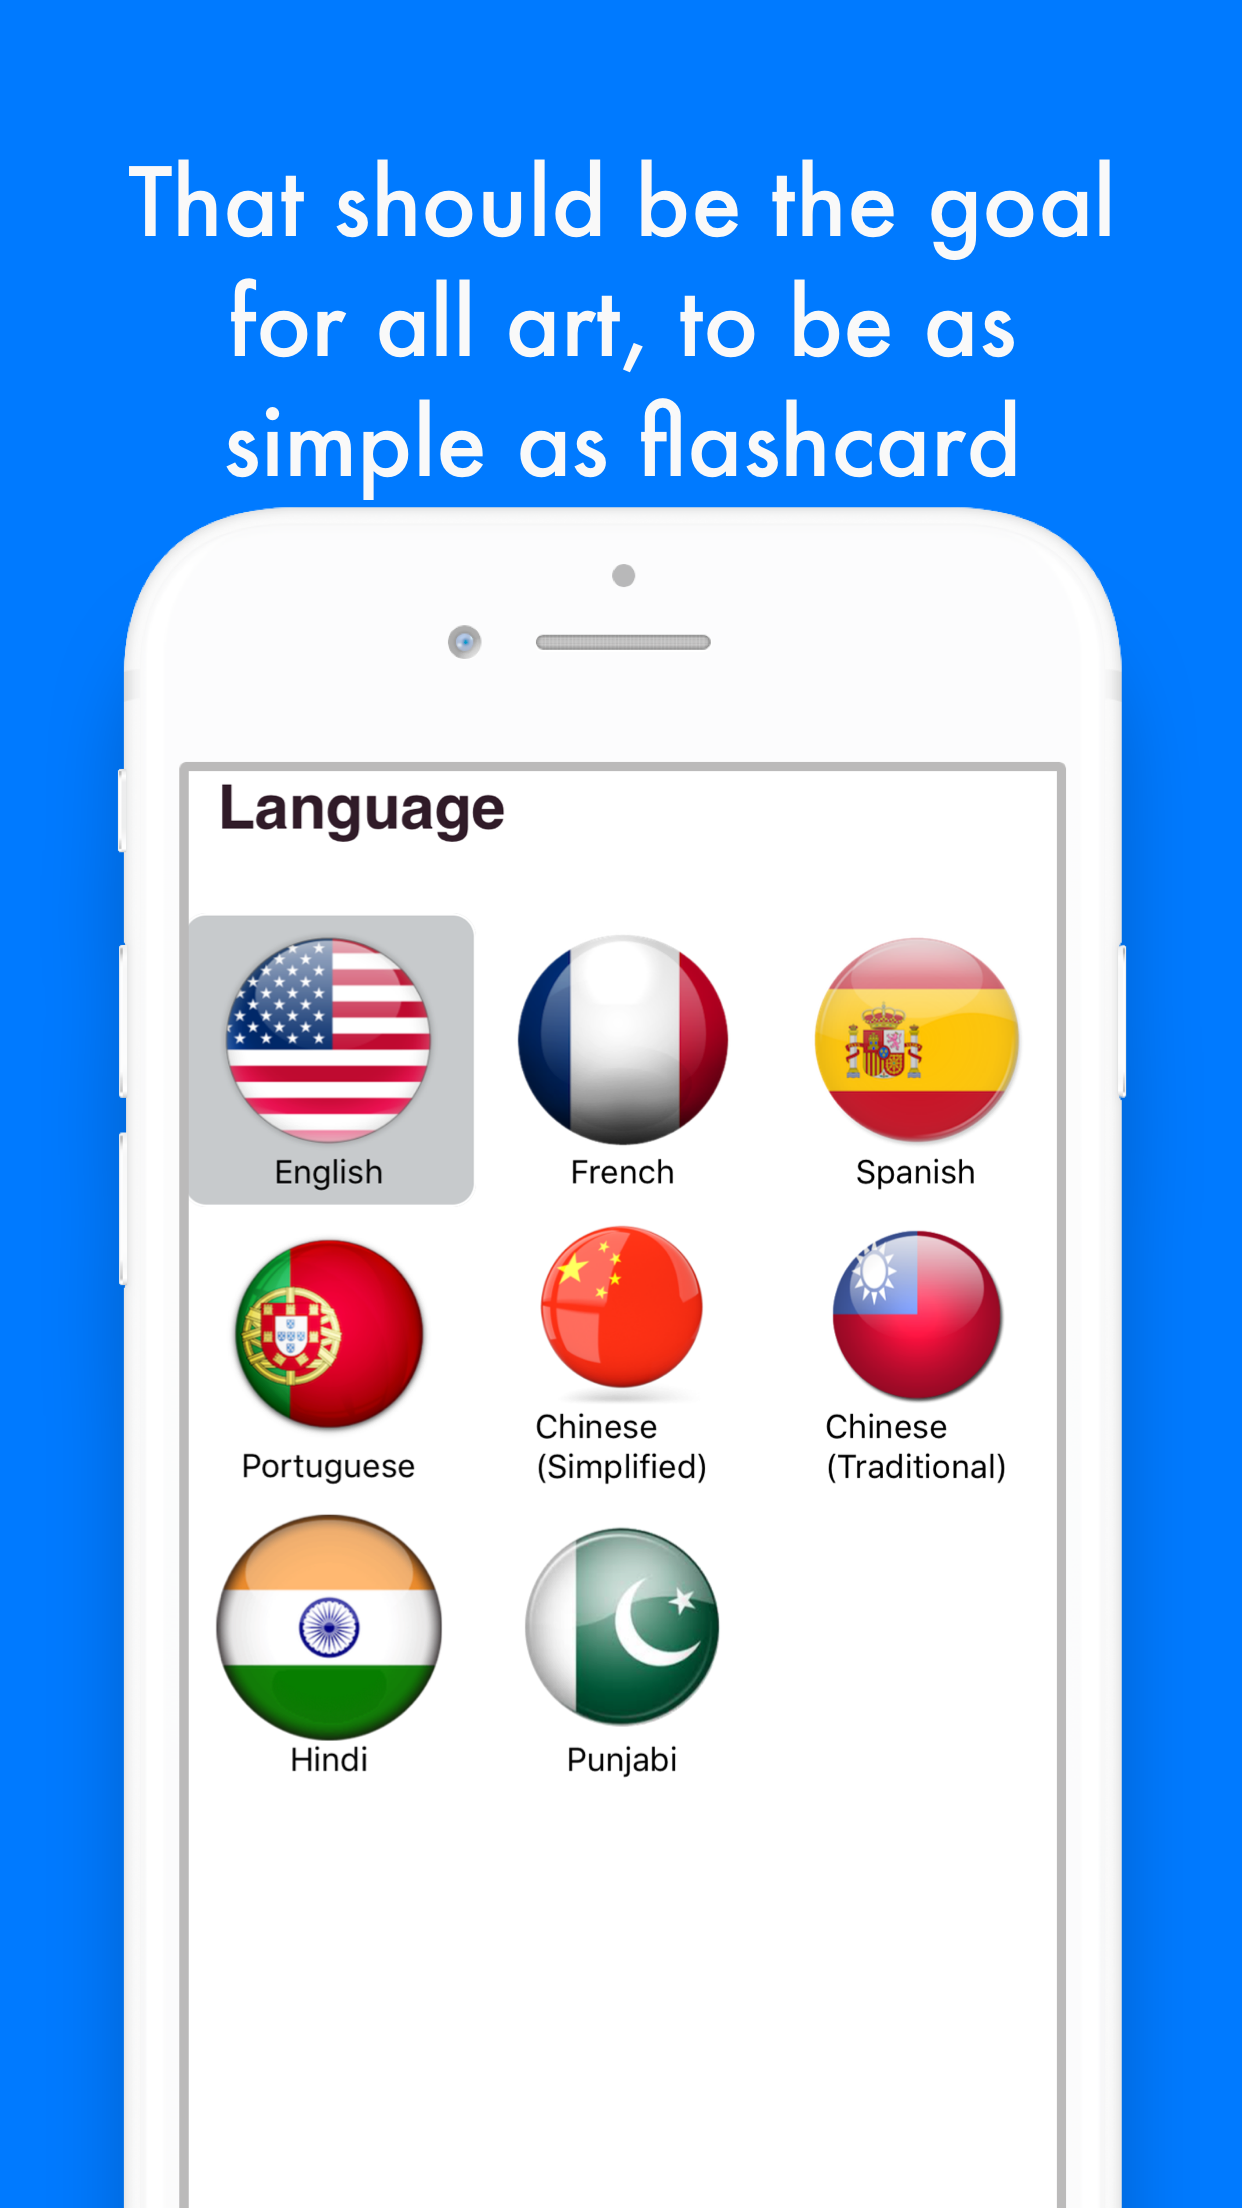 That should be the goal
for all art, to be as
simple as flashcard
Language
English
French
Spanish
Portuguese
Chinese
(Simplified)
Chinese
(Traditional)
Hindi
Punjabi